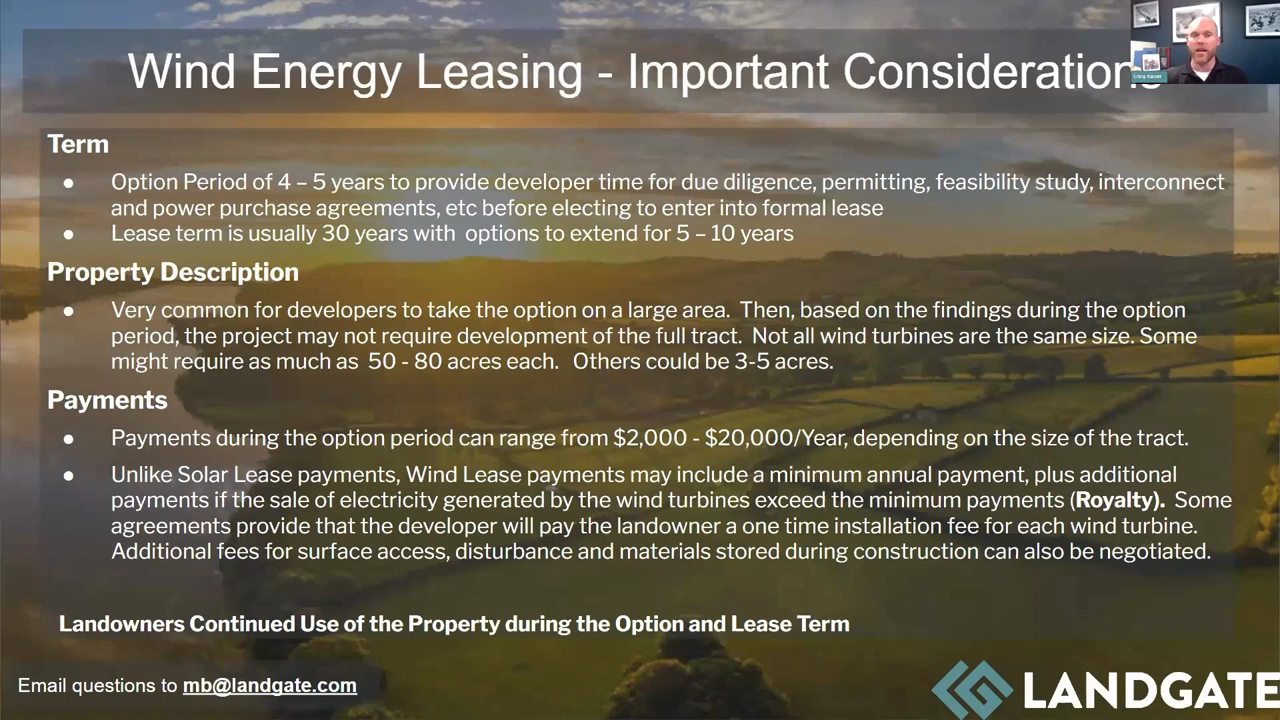 Wind Energy Leasing - Important Considerations
Craig Kaiser
Term
● Option Period of 4 – 5 years to provide developer time for due diligence, permitting, feasibility study, interconnect
and power purchase agreements, etc before electing to enter into formal lease
● Lease term is usually 30 years with options to extend for 5 – 10 years
Property Description
● Very common for developers to take the option on a large area. Then, based on the findings during the option
period, the project may not require development of the full tract. Not all wind turbines are the same size. Some
might require as much as 50 - 80 acres each. Others could be 3-5 acres.
Payments
● Payments during the option period can range from $2,000 - $20,000/Year, depending on the size of the tract.
● Unlike Solar Lease payments, Wind Lease payments may include a minimum annual payment, plus additional
payments if the sale of electricity generated by the wind turbines exceed the minimum payments (Royalty). Some
agreements provide that the developer will pay the landowner a one time installation fee for each wind turbine.
Additional fees for surface access, disturbance and materials stored during construction can also be negotiated.
Landowners Continued Use of the Property during the Option and Lease Term
Email questions to mb@landgate.com
LANDGATE